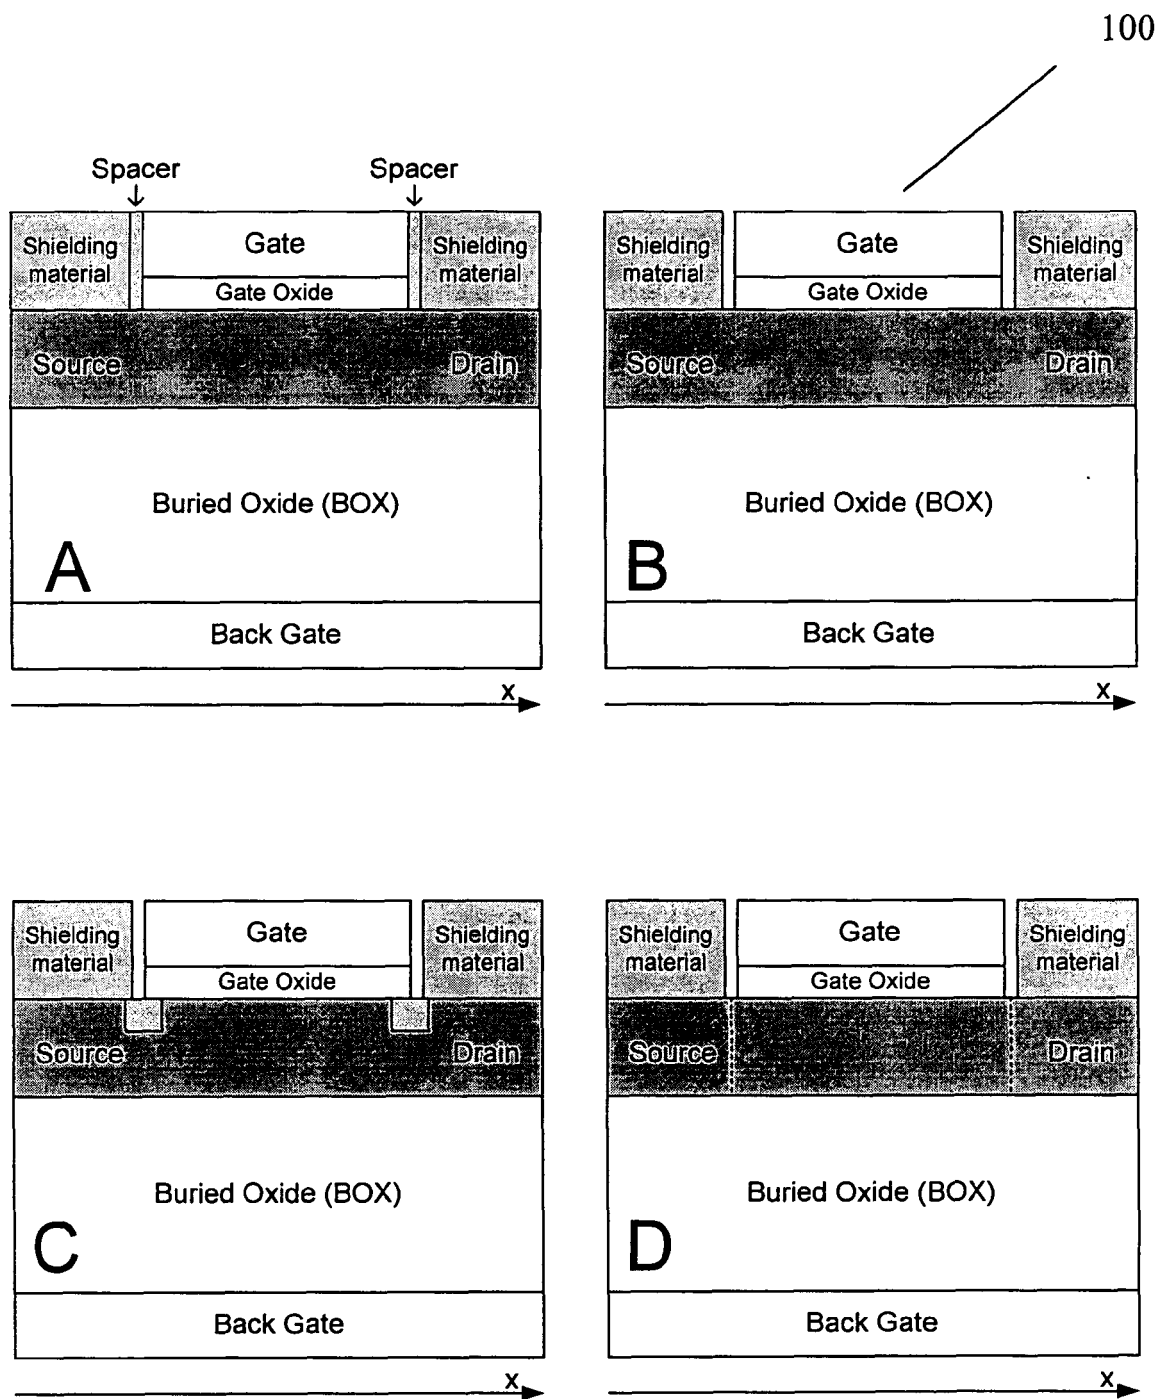 100
Spacer
Spacer
Shielding
material
Gate
Gate Oxide
Shielding
material
Source
Drain
Buried Oxide (BOX)
A
Back Gate
x
Shielding
material
Gate
Gate Oxide
Shielding
material
Source
Drain
Buried Oxide (BOX)
B
Back Gate
x
Shielding
material
Gate
Gate Oxide
Shielding
material
Source
Drain
Buried Oxide (BOX)
C
Back Gate
x
Shielding
material
Gate
Gate Oxide
Shielding
material
Source
Drain
Buried Oxide (BOX)
D
Back Gate
x